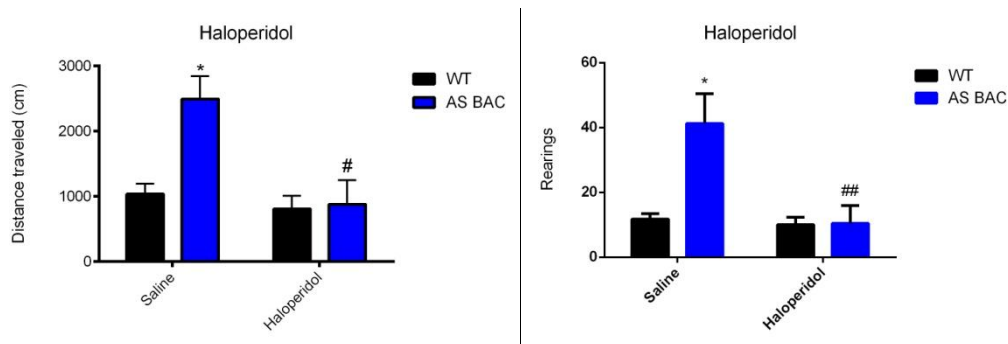 Haloperidol
Distance traveled (cm)
3000
2000
1000
0
*
#
WT
AS BAC
Saline
Haloperidol
Haloperidol
Rearings
60
40
20
0
*
##
WT
AS BAC
Saline
Haloperidol